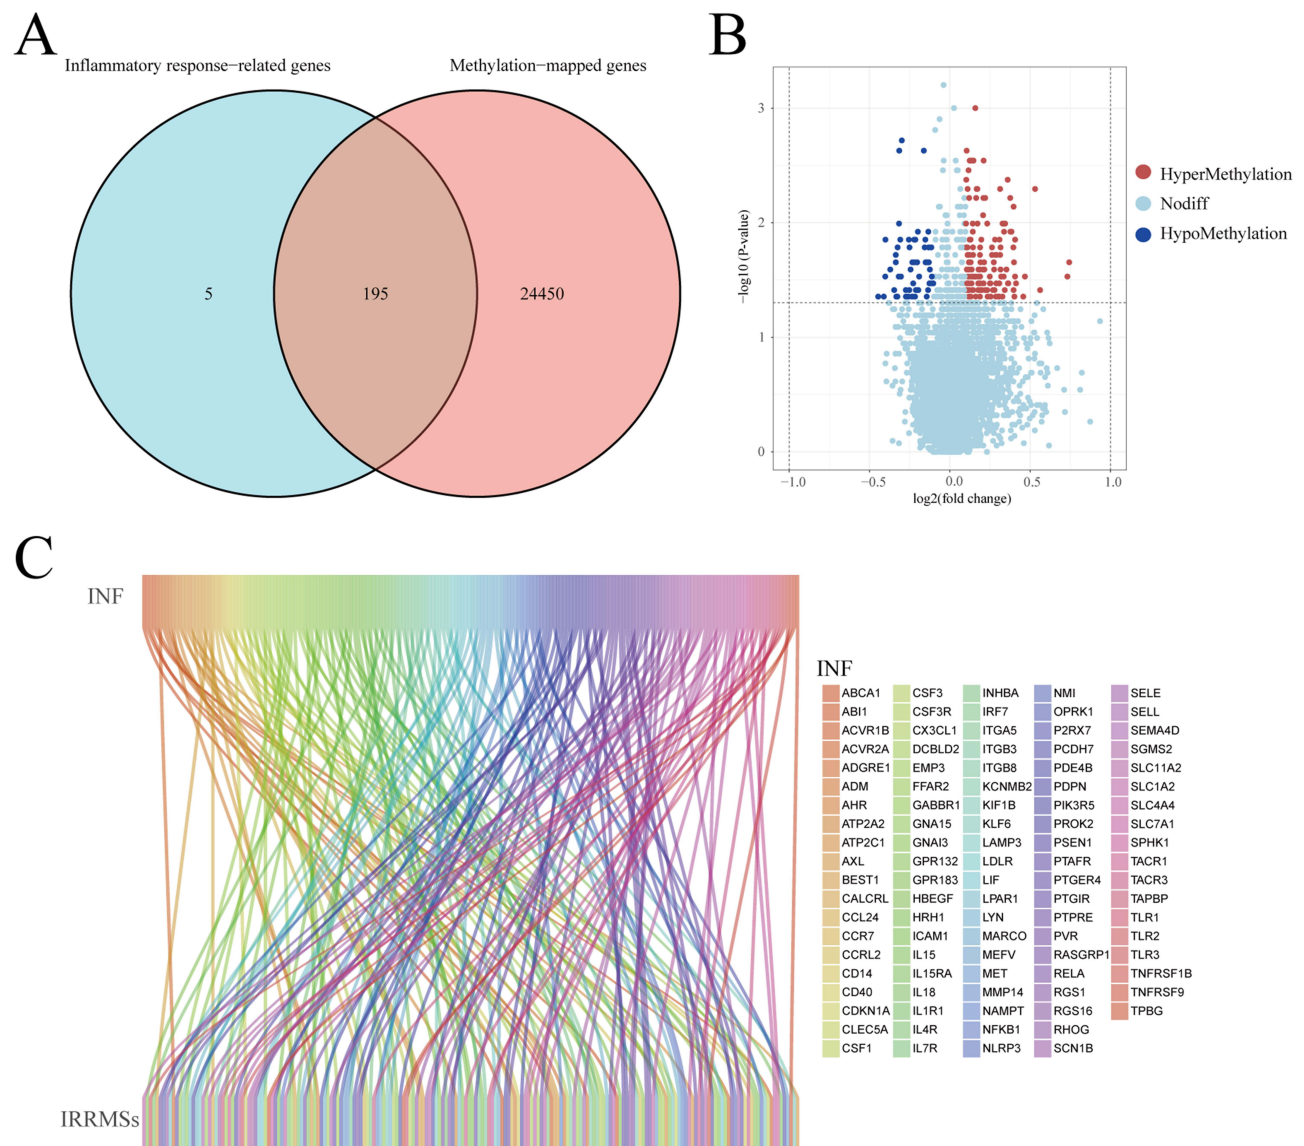 A
Inflammatory response−related genes
Methylation−mapped genes
5
195
24450
B
−log10 (P-value)
3
2
1
0
−1.0
−0.5
0.0
0.5
1.0
log2(fold change)
HyperMethylation
Nodiff
HypoMethylation
C
INF
IRRMSs
INF
ABCA1
ABI1
ACVR1B
ACVR2A
ADGRE1
ADM
AHR
ATP2A2
ATP2C1
AXL
BEST1
CALCRL
CCL24
CCR7
CCRL2
CD14
CD40
CDKN1A
CLEC5A
CSF1
CSF3
CSF3R
CX3CL1
DCBLD2
EMP3
FFAR2
GABBR1
GNA15
GNAI3
GPR132
GPR183
HBEGF
HRH1
ICAM1
IL15
IL15RA
IL18
IL1R1
IL4R
IL7R
INHBA
IRF7
ITGA5
ITGB3
ITGB8
KCNMB2
KIF1B
KLF6
LAMP3
LDLR
LIF
LPAR1
LYN
MARCO
MEFV
MET
MMP14
NAMPT
NFKB1
NLRP3
NMI
OPRK1
P2RX7
PCDH7
PDE4B
PDPN
PIK3R5
PROK2
PSEN1
PTAFR
PTGER4
PTGIR
PTPRE
PVR
RASGRP1
RELA
RGS1
RGS16
RHOG
SCN1B
SELE
SELL
SEMA4D
SGMS2
SLC11A2
SLC1A2
SLC4A4
SLC7A1
SPHK1
TACR1
TACR3
TAPBP
TLR1
TLR2
TLR3
TNFRSF1B
TNFRSF9
TPBG